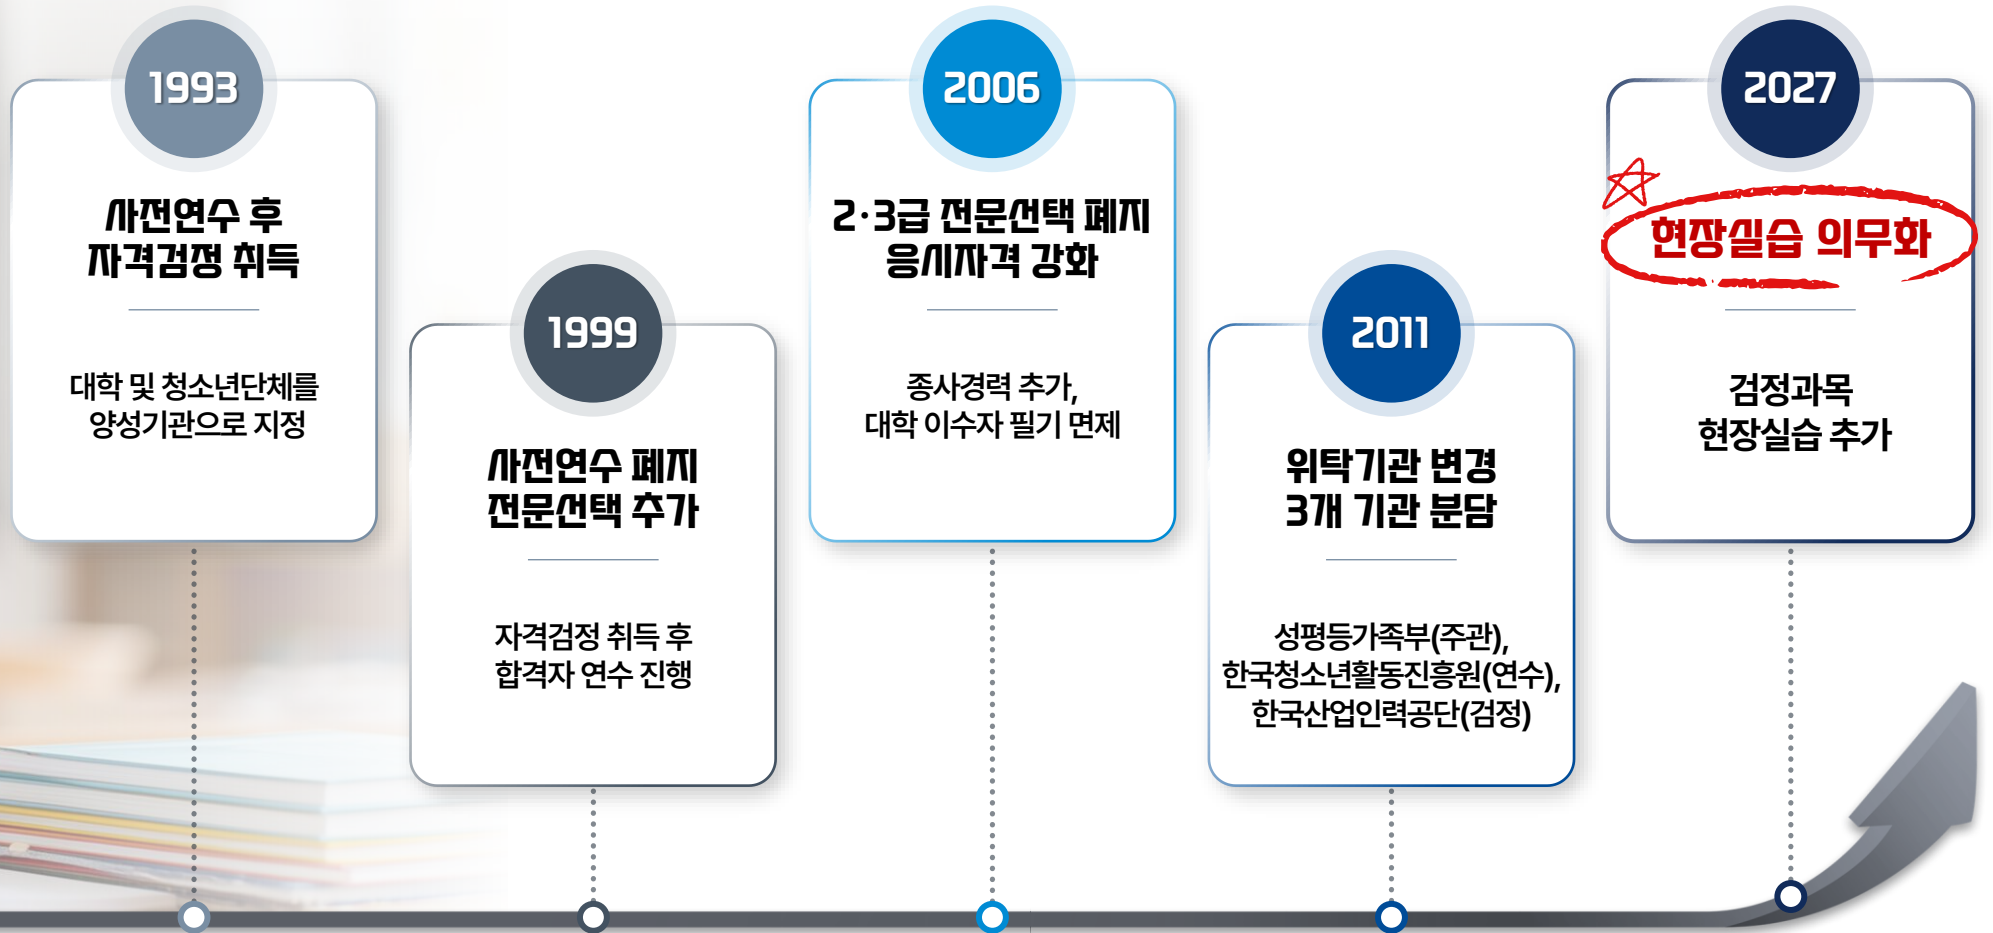 1993
사전연수 후
자격검정 취득
대학 및 청소년단체를
양성기관으로 지정
1999
사전연수 폐지
전문선택 추가
자격검정 취득 후
합격자 연수 진행
2006
2·3급 전문선택 폐지
응시자격 강화
종사경력 추가,
대학 이수자 필기 면제
2011
위탁기관 변경
3개 기관 분담
성평등가족부(주관),
한국청소년활동진흥원(연수),
한국산업인력공단(검정)
2027
현장실습 의무화
검정과목
현장실습 추가